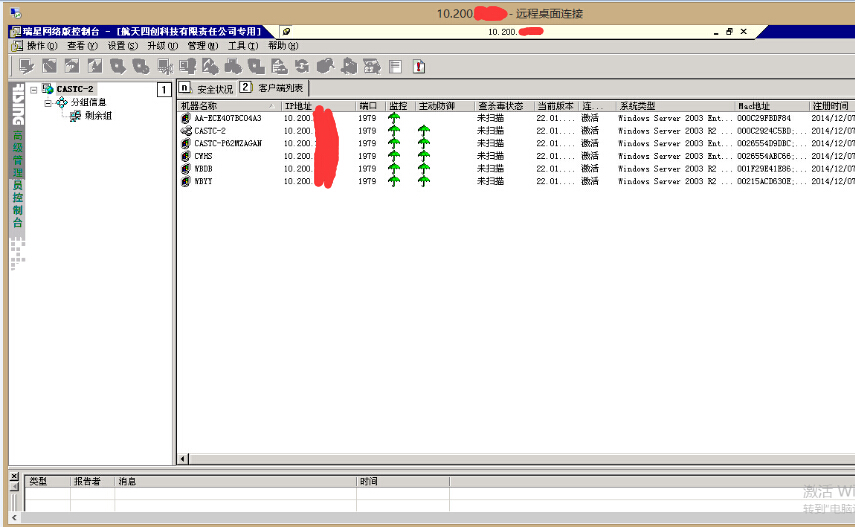 10.200. - 远程桌面连接
瑞星网络版控制台 - [航天四创科技有限责任公司专用]
10.200.
操作(O) 查看(V) 设置(S) 升级(U) 管理(M) 工具(T) 帮助(H)
RISING
高级管理员控制台
CASTC-2
分组信息
剩余组
1 安全状况 2 客户端列表
机器名称 IP地址 端口 监控 主动防御 查杀毒状态 当前版本 连... 系统类型 Mac地址 注册时间
AA-ECE407BC04A3 10.200. 1979 未扫描 22.01.... 激活 Windows Server 2003 Ent... 000C29FBDF84 2014/12/07
CASTC-2 10.200. 1979 未扫描 22.01.... 激活 Windows Server 2003 R2 ... 000C2924C5BD;... 2014/12/07
CASTC-F62M2AGAN 10.200. 1979 未扫描 22.01.... 激活 Windows Server 2003 Ent... 0026554D9DBC;... 2014/12/07
CWMS 10.200. 1979 未扫描 22.01.... 激活 Windows Server 2003 Ent... 0026554ABC66;... 2014/12/07
WBDB 10.200. 1979 未扫描 22.01.... 激活 Windows Server 2003 R2 ... 001F29E41E86;... 2014/12/07
WBYY 10.200. 1979 未扫描 22.01.... 激活 Windows Server 2003 R2 ... 00215ACD630E;... 2014/12/07
类型 报告者 消息 时间
激活 Wi
转到"电脑